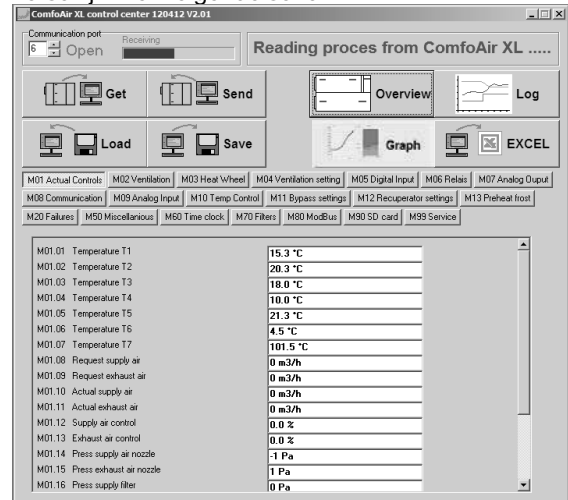 ComfoAir XL control center 120412 V2.01
Communication port
6 Open Receiving
Reading proces from ComfoAir XL .....
Get Send Overview Log
Load Save Graph EXCEL
M01 Actual Controls M02 Ventilation M03 Heat Wheel M04 Ventilation setting M05 Digital Input M06 Relais M07 Analog Ouput
M08 Communication M09 Analog Input M10 Temp Control M11 Bypass settings M12 Recuperator settings M13 Preheat frost
M20 Failures M50 Miscellanious M60 Time clock M70 Filters M80 ModBus M90 SD card M99 Service
M01.01 Temperature T1 15.3 °C
M01.02 Temperature T2 20.3 °C
M01.03 Temperature T3 18.0 °C
M01.04 Temperature T4 10.0 °C
M01.05 Temperature T5 21.3 °C
M01.06 Temperature T6 4.5 °C
M01.07 Temperature T7 101.5 °C
M01.08 Request supply air 0 m3/h
M01.09 Request exhaust air 0 m3/h
M01.10 Actual supply air 0 m3/h
M01.11 Actual exhaust air 0 m3/h
M01.12 Supply air control 0.0 %
M01.13 Exhaust air control 0.0 %
M01.14 Press supply air nozzle -1 Pa
M01.15 Press exhaust air nozzle 1 Pa
M01.16 Press supply filter 0 Pa